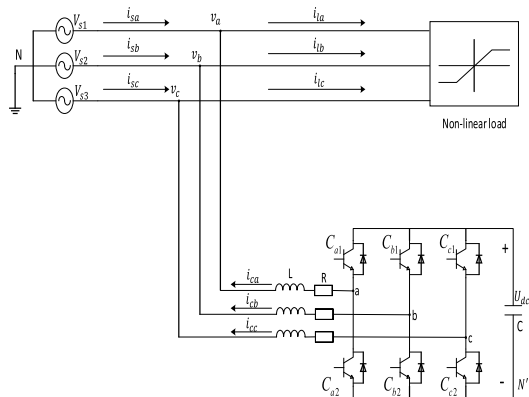 i_sa i_la
V_s1 v_a
N i_sb v_b i_lb
V_s2
i_sc v_c i_lc
V_s3
Non-linear load
C_a1 C_b1 C_c1
+
i_ca L R a
U_dc
i_cb b C
i_cc c
C_a2 C_b2 C_c2
- N'